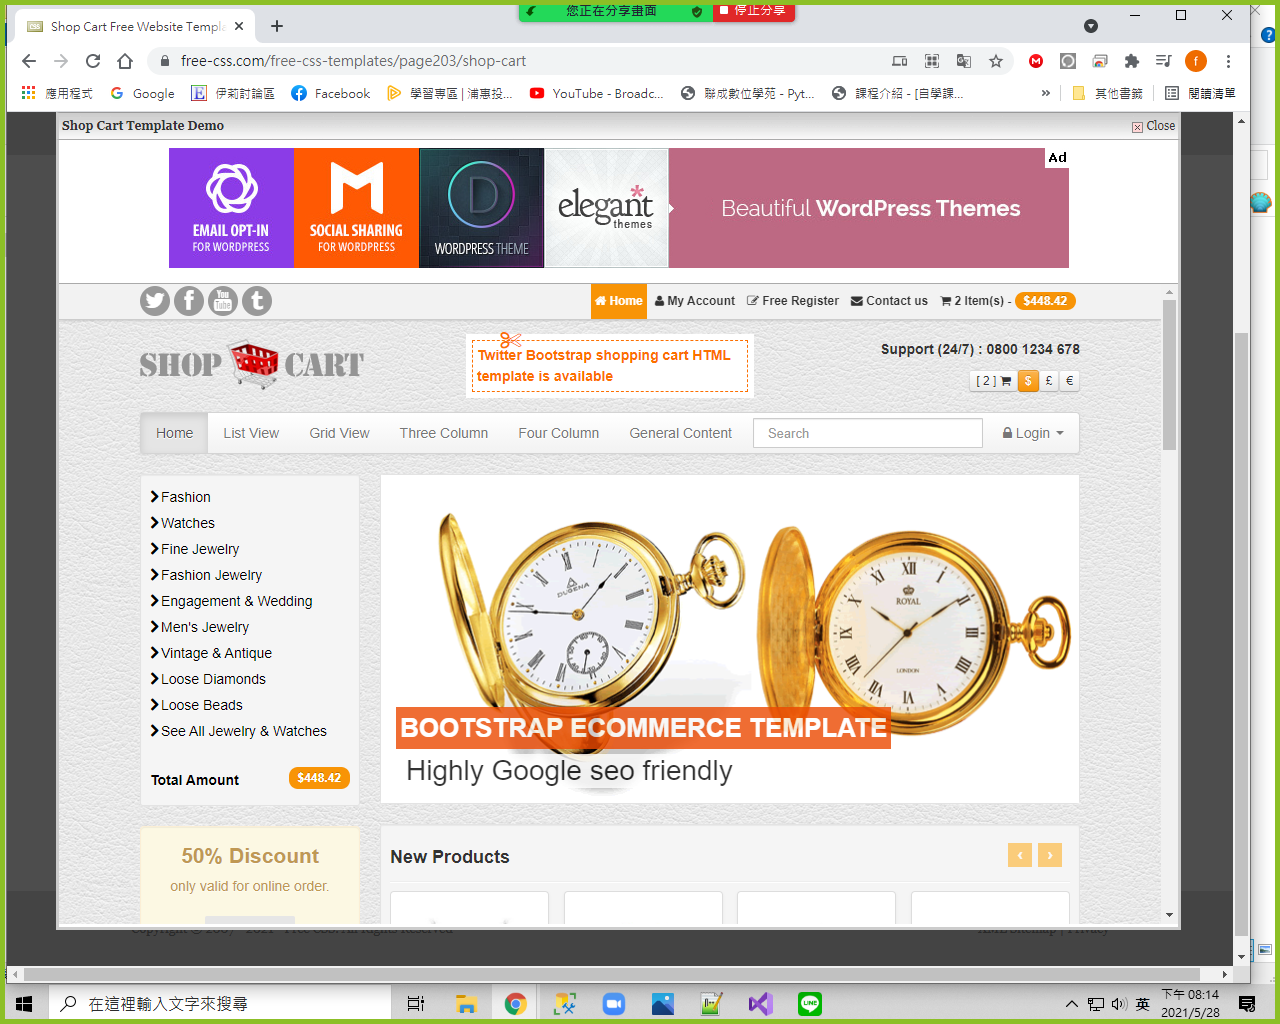 您正在分享畫面
停止分享
Shop Cart Free Website Templa
free-css.com/free-css-templates/page203/shop-cart
應用程式
Google
伊莉討論區
Facebook
學習專區 | 浦惠投...
YouTube - Broadc...
聯成數位學苑 - Pyt...
課程介紹 - [自學課...
»
其他書籤
閱讀清單
Shop Cart Template Demo
Close
EMAIL OPT-IN
FOR WORDPRESS
SOCIAL SHARING
FOR WORDPRESS
WORDPRESS THEME
elegant
themes
Beautiful WordPress Themes
Ad
You
Tube
Home
My Account
Free Register
Contact us
2 Item(s) - $448.42
SHOP CART
Twitter Bootstrap shopping cart HTML
template is available
Support (24/7) : 0800 1234 678
[ 2 ]
$
£
€
Home
List View
Grid View
Three Column
Four Column
General Content
Search
Login
Fashion
Watches
Fine Jewelry
Fashion Jewelry
Engagement & Wedding
Men's Jewelry
Vintage & Antique
Loose Diamonds
Loose Beads
See All Jewelry & Watches
Total Amount
$448.42
DUGENA
ROYAL
LONDON
BOOTSTRAP ECOMMERCE TEMPLATE
Highly Google seo friendly
50% Discount
only valid for online order.
New Products
在這裡輸入文字來搜尋
英
下午 08:14
2021/5/28